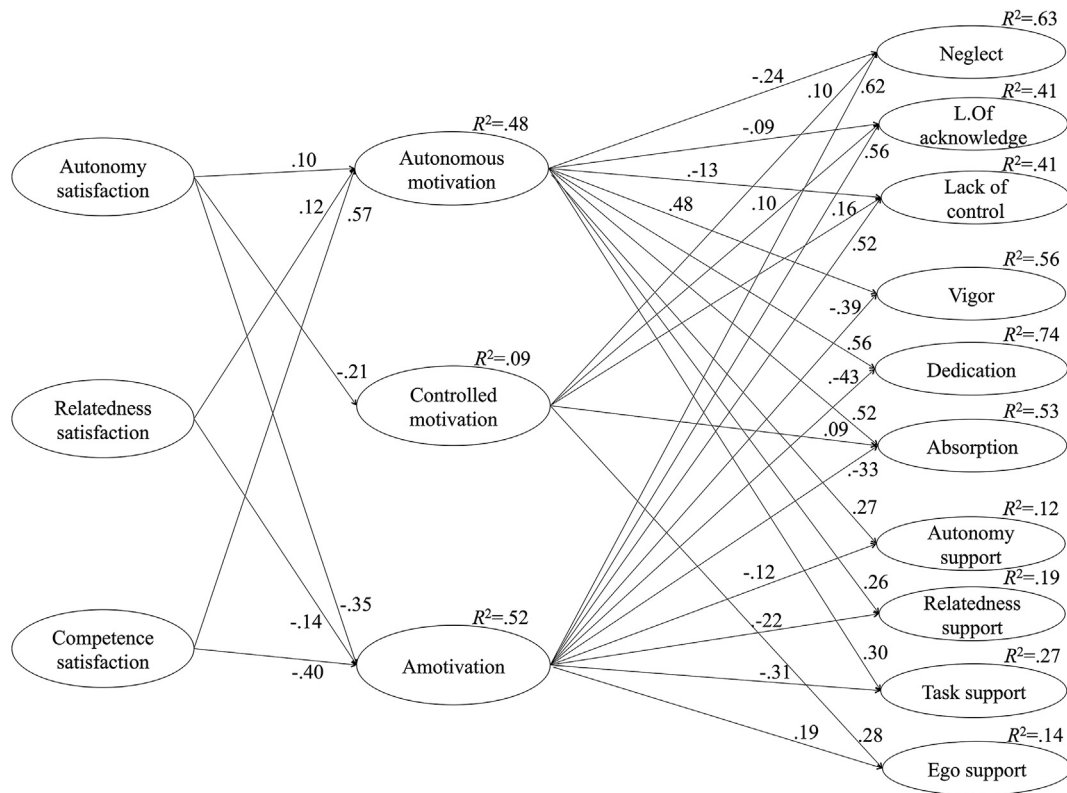 R²=.63
Neglect
-.24
.10
.62
R²=.41
L.Of
acknowledge
R²=.48
Autonomous
motivation
-.09
.56
Autonomy
satisfaction
.10
R²=.41
Lack of
control
.-13
.12
.57
.48
.10
.16
.52
R²=.56
Vigor
-.39
.56
R²=.74
Dedication
R²=.09
Controlled
motivation
-.21
.-43
Relatedness
satisfaction
.52
.09
R²=.53
Absorption
.-33
.27
R²=.12
Autonomy
support
-.12
R²=.19
Relatedness
support
.26
-.35
-.14
R²=.52
Amotivation
.-22
Competence
satisfaction
-.40
.30
R²=.27
Task support
-.31
.19
.28
R²=.14
Ego support